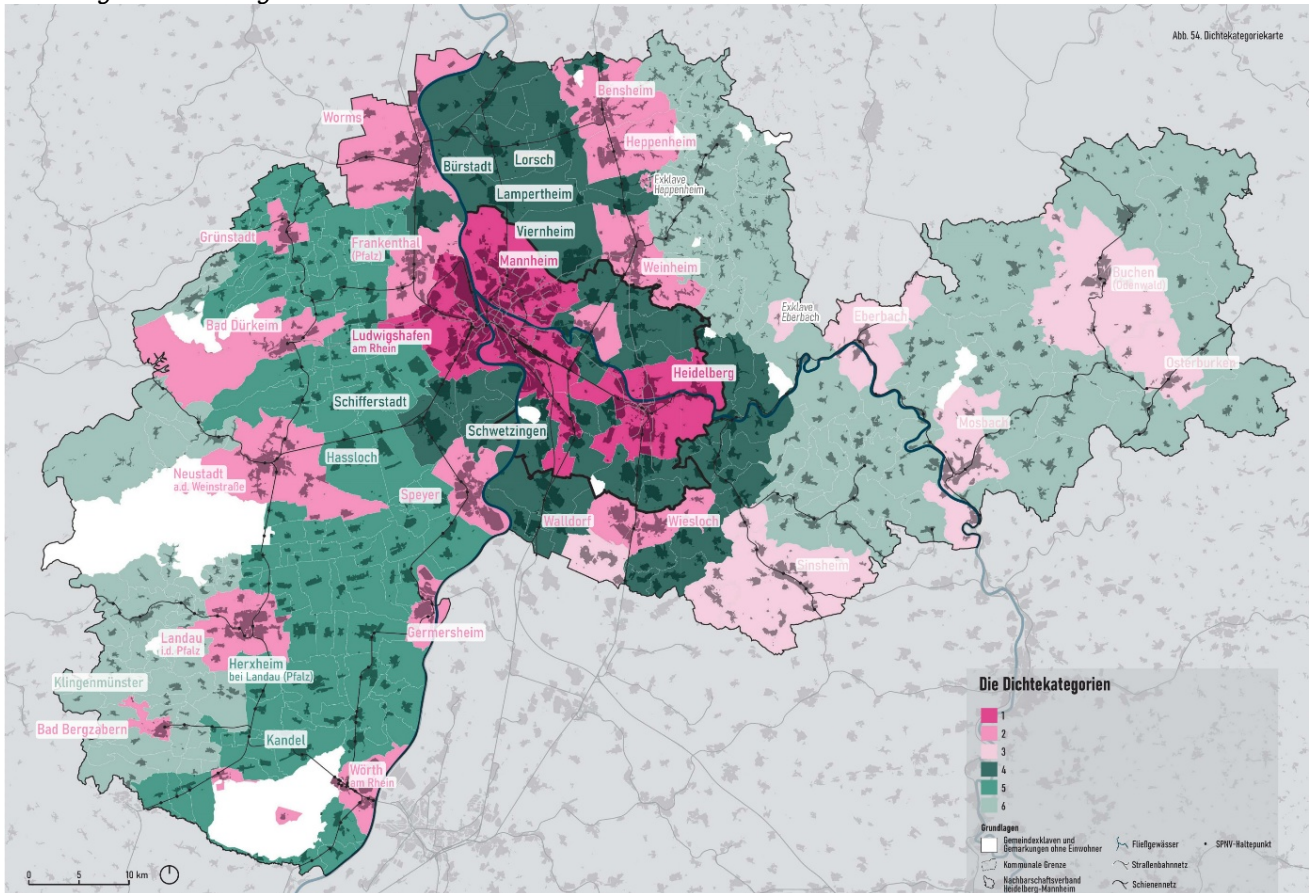 Abb. 54. Dichtekategoriekarte
Bensheim
Worms
Heppenheim
Lorsch
Bürstadt
Exklave
Heppenheim
Lampertheim
Viernheim
Grünstadt
Frankenthal
(Pfalz)
Mannheim
Weinheim
Buchen
(Odenwald)
Exklave
Eberbach
Eberbach
Bad Dürkeim
Ludwigshafen
am Rhein
Osterburken
Heidelberg
Schifferstadt
Mosbach
Schwetzingen
Hassloch
Neustadt
a.d. Weinstraße
Speyer
Walldorf
Wiesloch
Sinsheim
Germersheim
Landau
i.d. Pfalz
Herxheim
bei Landau (Pfalz)
Klingenmünster
Bad Bergzabern
Kandel
Wörth
am Rhein
Die Dichtekategorien
1
2
3
4
5
6
Grundlagen
Gemeindeexklaven und
Gemarkungen ohne Einwohner
Kommunale Grenze
Nachbarschaftsverband
Heidelberg-Mannheim
Fließgewässer
Straßenbahnnetz
Schienennetz
SPNV-Haltepunkt
0
5
10 km